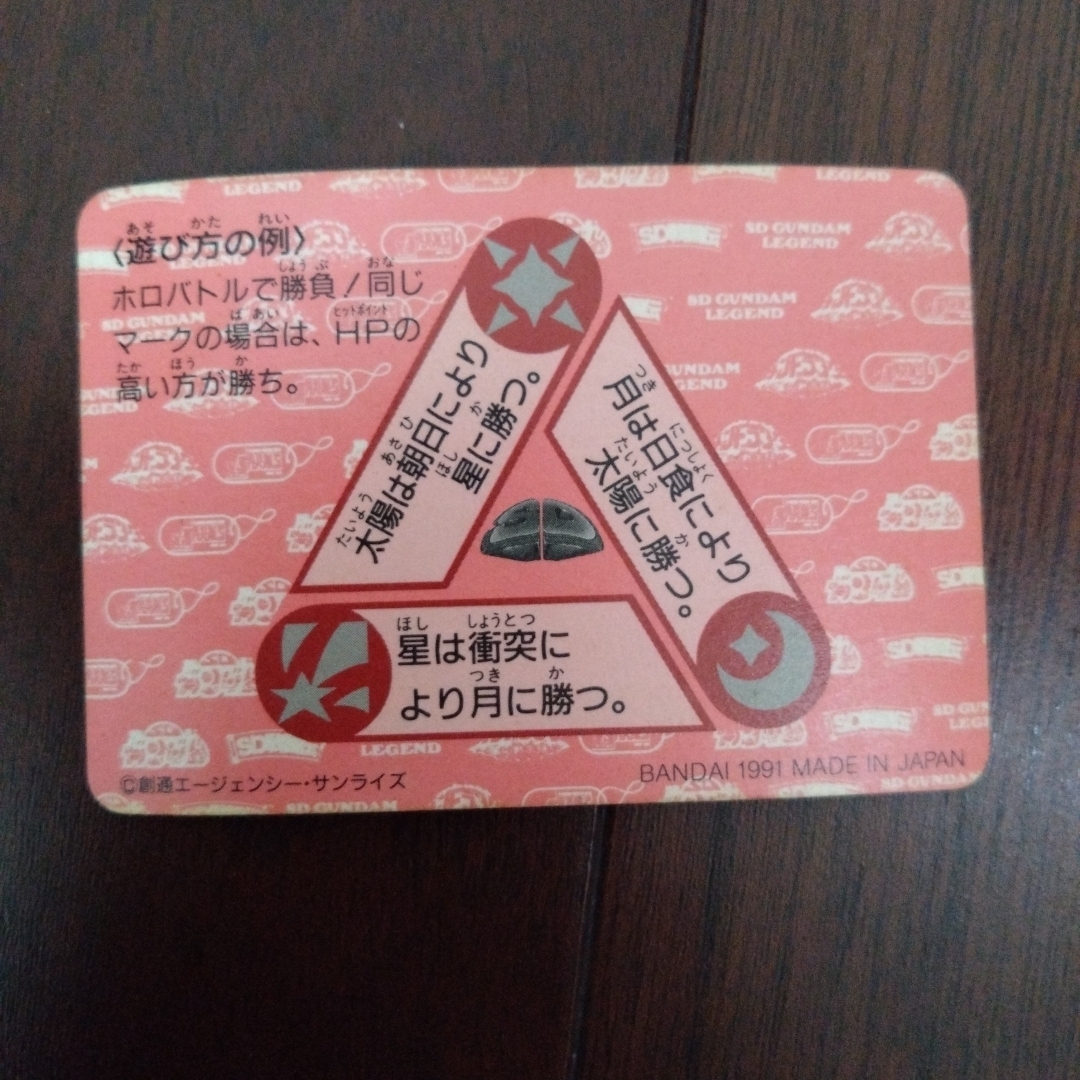 〈遊び方の例〉
ホロバトルで勝負!同じ
マークの場合は、HPの
高い方が勝ち。
太陽は朝日により
星に勝つ。
月は日食により
太陽に勝つ。
星は衝突に
より月に勝つ。
©創通エージェンシー・サンライズ
BANDAI 1991 MADE IN JAPAN
SD GUNDAM
LEGEND